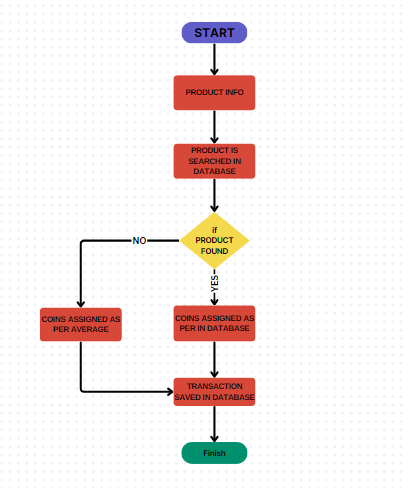 START
PRODUCT INFO
PRODUCT IS
SEARCHED IN
DATABASE
if
PRODUCT
FOUND
NO
YES
COINS ASSIGNED AS
PER AVERAGE
COINS ASSIGNED AS
PER IN DATABASE
TRANSACTION
SAVED IN DATABASE
Finish